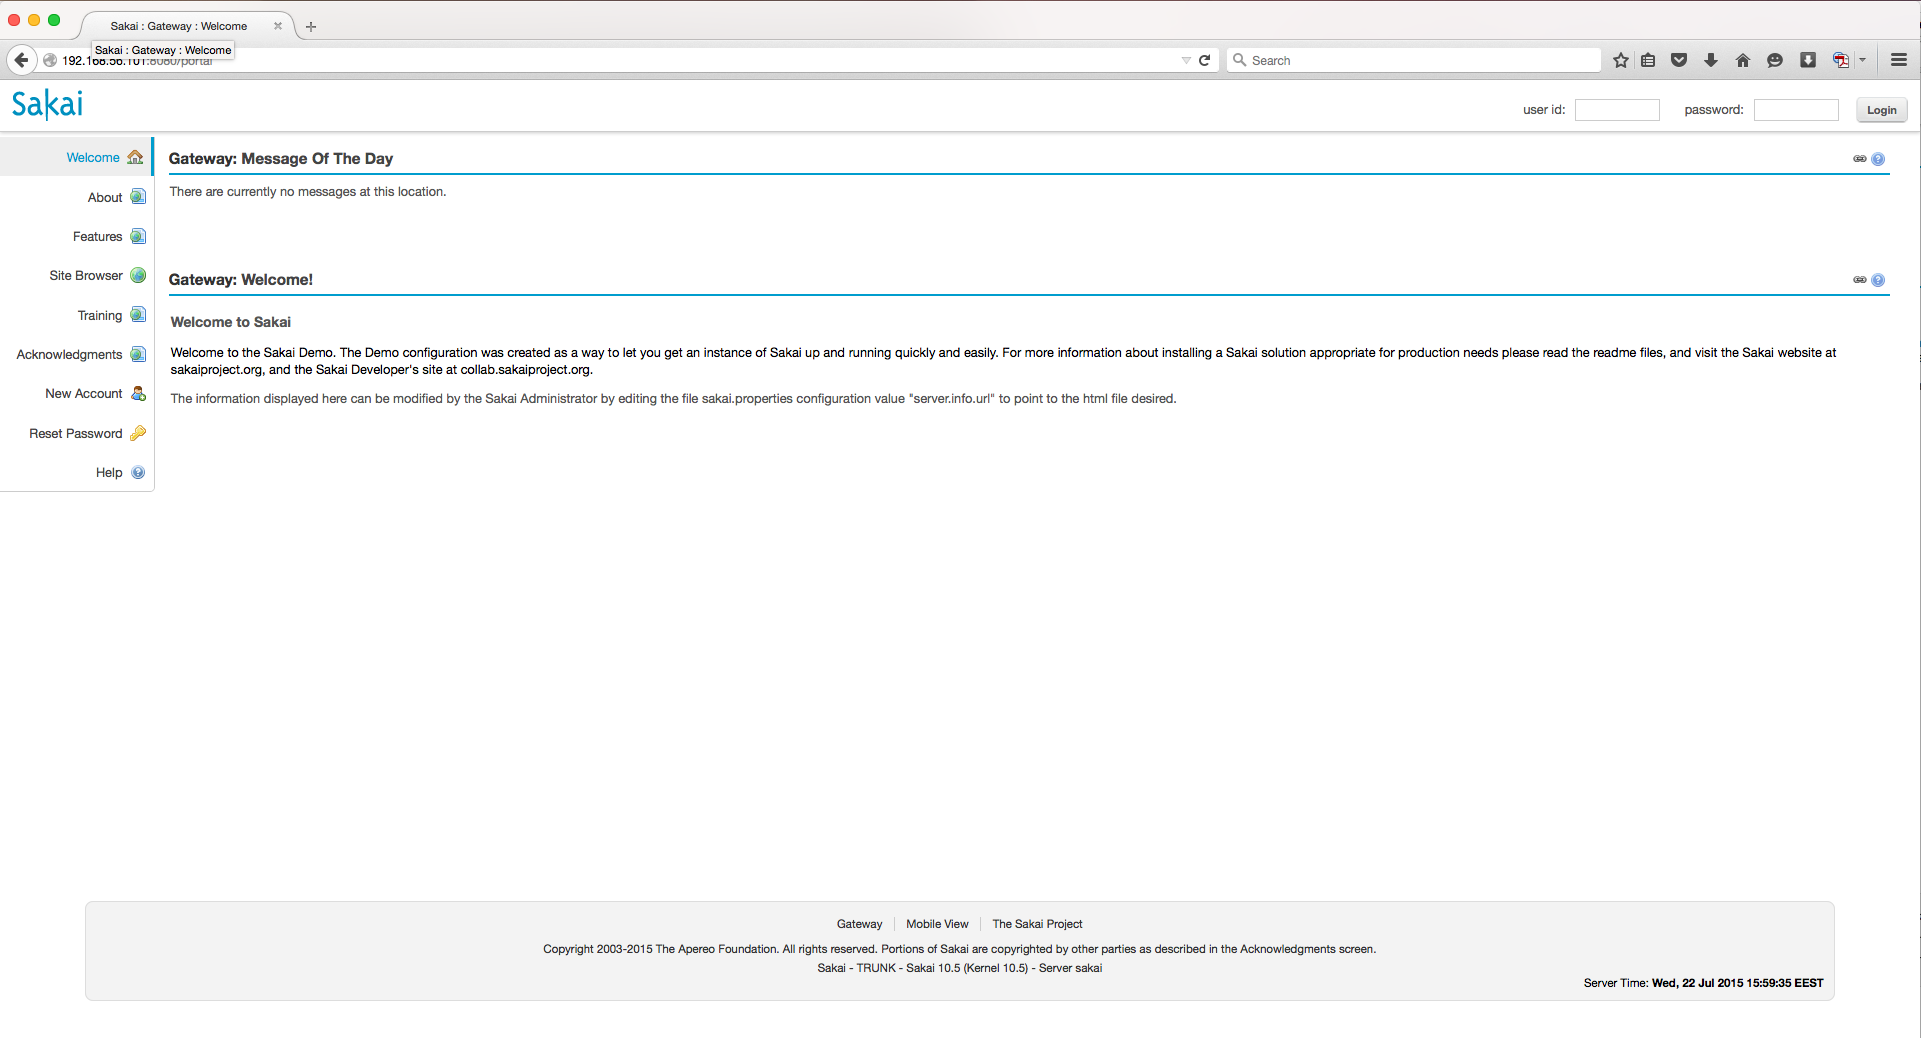 Sakai : Gateway : Welcome
Sakai : Gateway : Welcome
192.168.56.101:8080/portal
Search
Sakai
user id:
password:
Login
Welcome
About
Features
Site Browser
Training
Acknowledgments
New Account
Reset Password
Help
Gateway: Message Of The Day
There are currently no messages at this location.
Gateway: Welcome!
Welcome to Sakai
Welcome to the Sakai Demo. The Demo configuration was created as a way to let you get an instance of Sakai up and running quickly and easily. For more information about installing a Sakai solution appropriate for production needs please read the readme files, and visit the Sakai website at
sakaiproject.org, and the Sakai Developer's site at collab.sakaiproject.org.
The information displayed here can be modified by the Sakai Administrator by editing the file sakai.properties configuration value "server.info.url" to point to the html file desired.
Gateway
Mobile View
The Sakai Project
Copyright 2003-2015 The Apereo Foundation. All rights reserved. Portions of Sakai are copyrighted by other parties as described in the Acknowledgments screen.
Sakai - TRUNK - Sakai 10.5 (Kernel 10.5) - Server sakai
Server Time: Wed, 22 Jul 2015 15:59:35 EEST